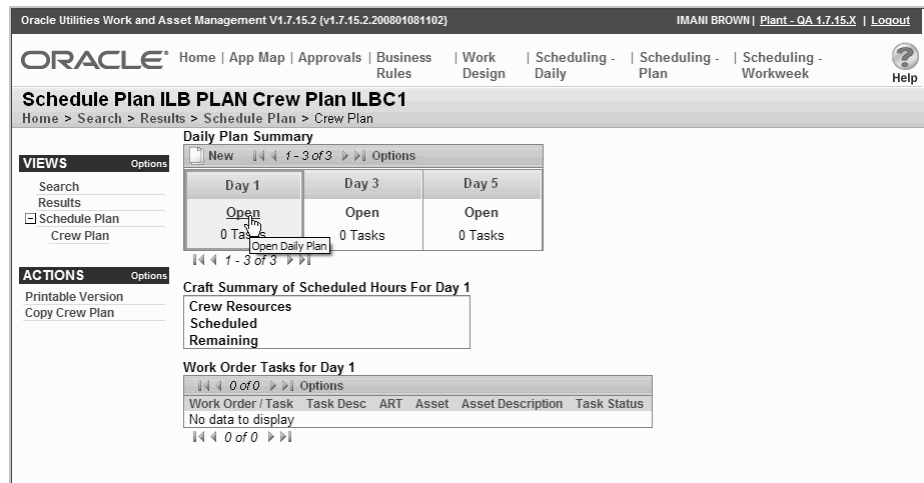 Oracle Utilities Work and Asset Management V1.7.15.2 {v1.7.15.2.200801081102}
IMANI BROWN | Plant - QA 1.7.15.X | Logout
ORACLE
Home | App Map | Approvals | Business Rules | Work Design | Scheduling - Daily | Scheduling - Plan | Scheduling - Workweek
Help
Schedule Plan ILB PLAN Crew Plan ILBC1
Home > Search > Results > Schedule Plan > Crew Plan
VIEWS Options
Search
Results
Schedule Plan
Crew Plan
ACTIONS Options
Printable Version
Copy Crew Plan
Daily Plan Summary
New 1 - 3 of 3 Options
Day 1 Day 3 Day 5
Open Open Open
0 Tasks 0 Tasks 0 Tasks
Open Daily Plan
1 - 3 of 3
Craft Summary of Scheduled Hours For Day 1
Crew Resources
Scheduled
Remaining
Work Order Tasks for Day 1
0 of 0 Options
Work Order / Task Task Desc ART Asset Asset Description Task Status
No data to display
0 of 0